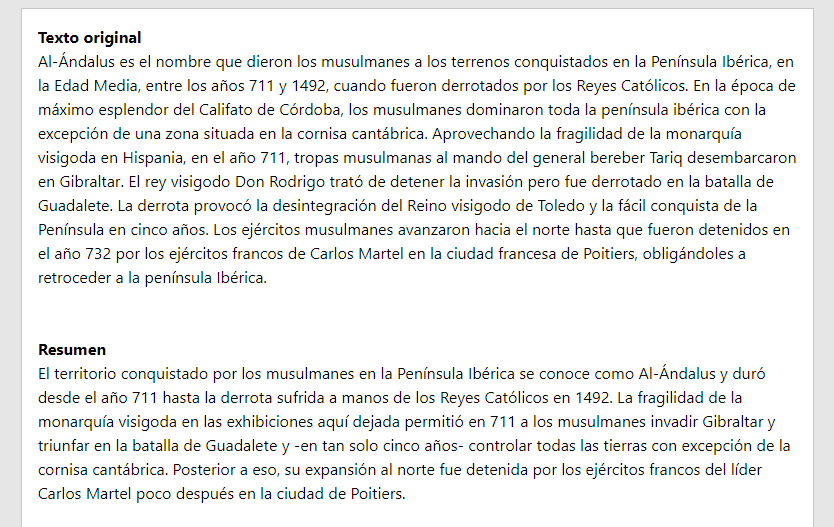 Texto original
Al-Ándalus es el nombre que dieron los musulmanes a los terrenos conquistados en la Península Ibérica, en
la Edad Media, entre los años 711 y 1492, cuando fueron derrotados por los Reyes Católicos. En la época de
máximo esplendor del Califato de Córdoba, los musulmanes dominaron toda la península ibérica con la
excepción de una zona situada en la cornisa cantábrica. Aprovechando la fragilidad de la monarquía
visigoda en Hispania, en el año 711, tropas musulmanas al mando del general bereber Tariq desembarcaron
en Gibraltar. El rey visigodo Don Rodrigo trató de detener la invasión pero fue derrotado en la batalla de
Guadalete. La derrota provocó la desintegración del Reino visigodo de Toledo y la fácil conquista de la
Península en cinco años. Los ejércitos musulmanes avanzaron hacia el norte hasta que fueron detenidos en
el año 732 por los ejércitos francos de Carlos Martel en la ciudad francesa de Poitiers, obligándoles a
retroceder a la península Ibérica.
Resumen
El territorio conquistado por los musulmanes en la Península Ibérica se conoce como Al-Ándalus y duró
desde el año 711 hasta la derrota sufrida a manos de los Reyes Católicos en 1492. La fragilidad de la
monarquía visigoda en las exhibiciones aquí dejada permitió en 711 a los musulmanes invadir Gibraltar y
triunfar en la batalla de Guadalete y -en tan solo cinco años- controlar todas las tierras con excepción de la
cornisa cantábrica. Posterior a eso, su expansión al norte fue detenida por los ejércitos francos del líder
Carlos Martel poco después en la ciudad de Poitiers.